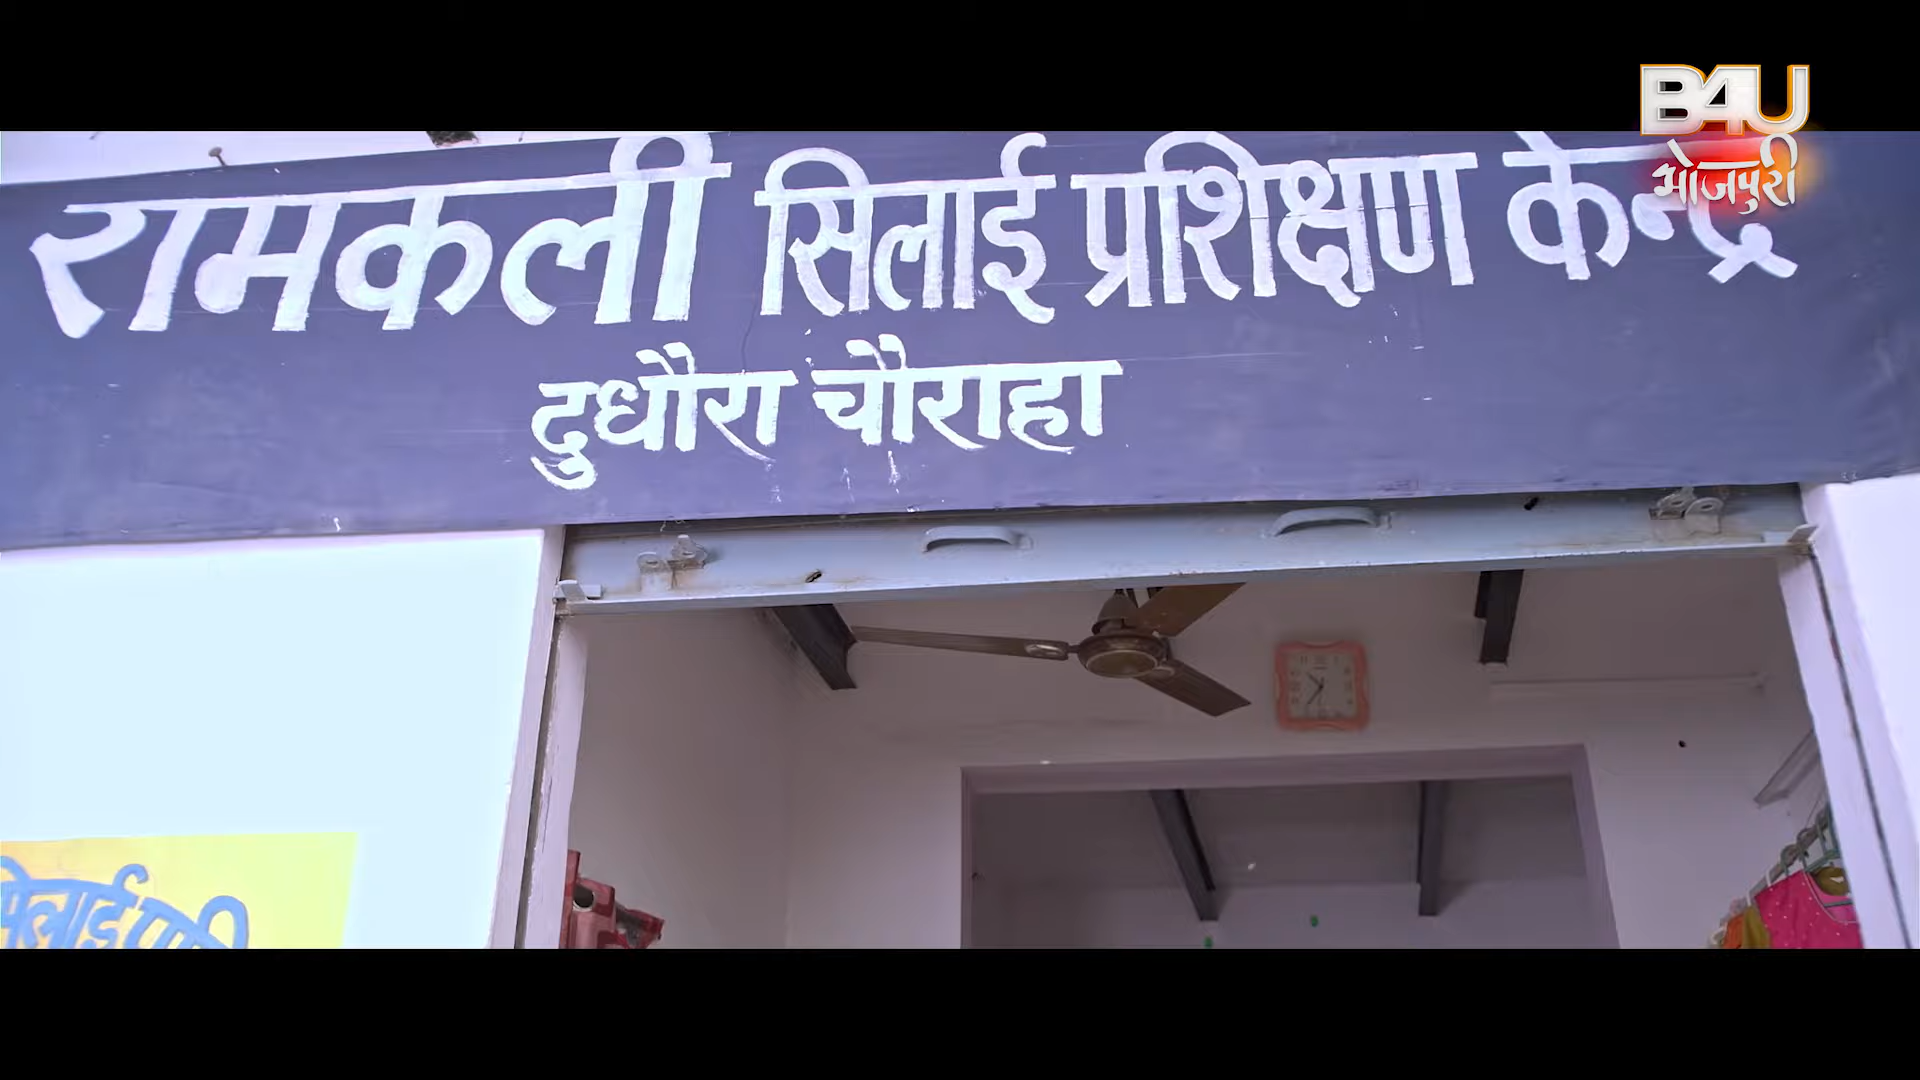 B4U
भोजपुरी
रामकली सिलाई प्रशिक्षण केन्द्र
दुधौरा चौराहा
सिलाई